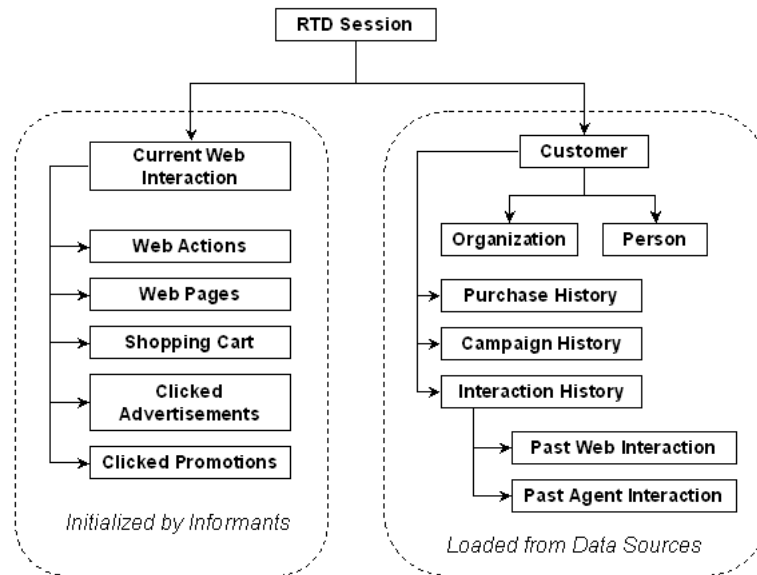 RTD Session
Current Web
Interaction
Web Actions
Web Pages
Shopping Cart
Clicked
Advertisements
Clicked Promotions
Initialized by Informants
Customer
Organization
Person
Purchase History
Campaign History
Interaction History
Past Web Interaction
Past Agent Interaction
Loaded from Data Sources